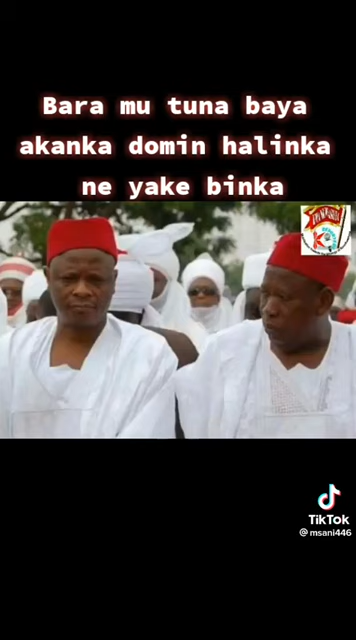 Bara mu tuna baya
akanka domin halinka
ne yake binka
TikTok
@msani446